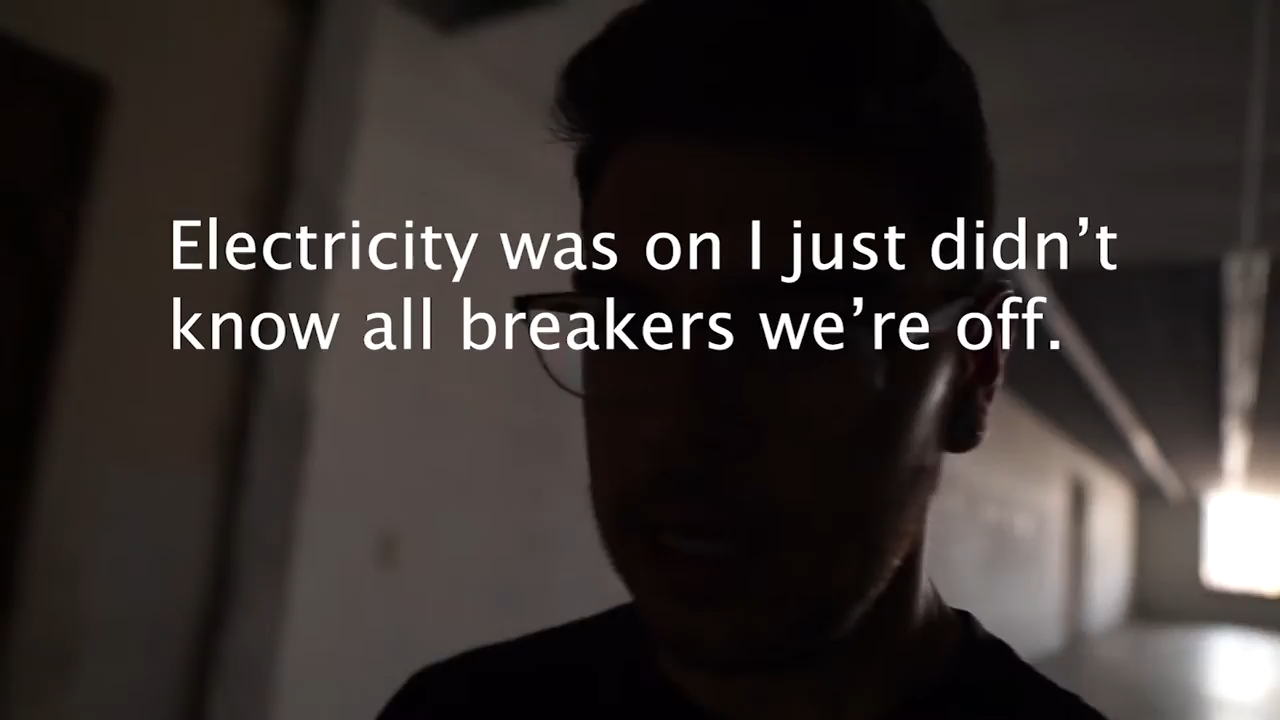 Electricity was on I just didn’t
know all breakers we’re off.